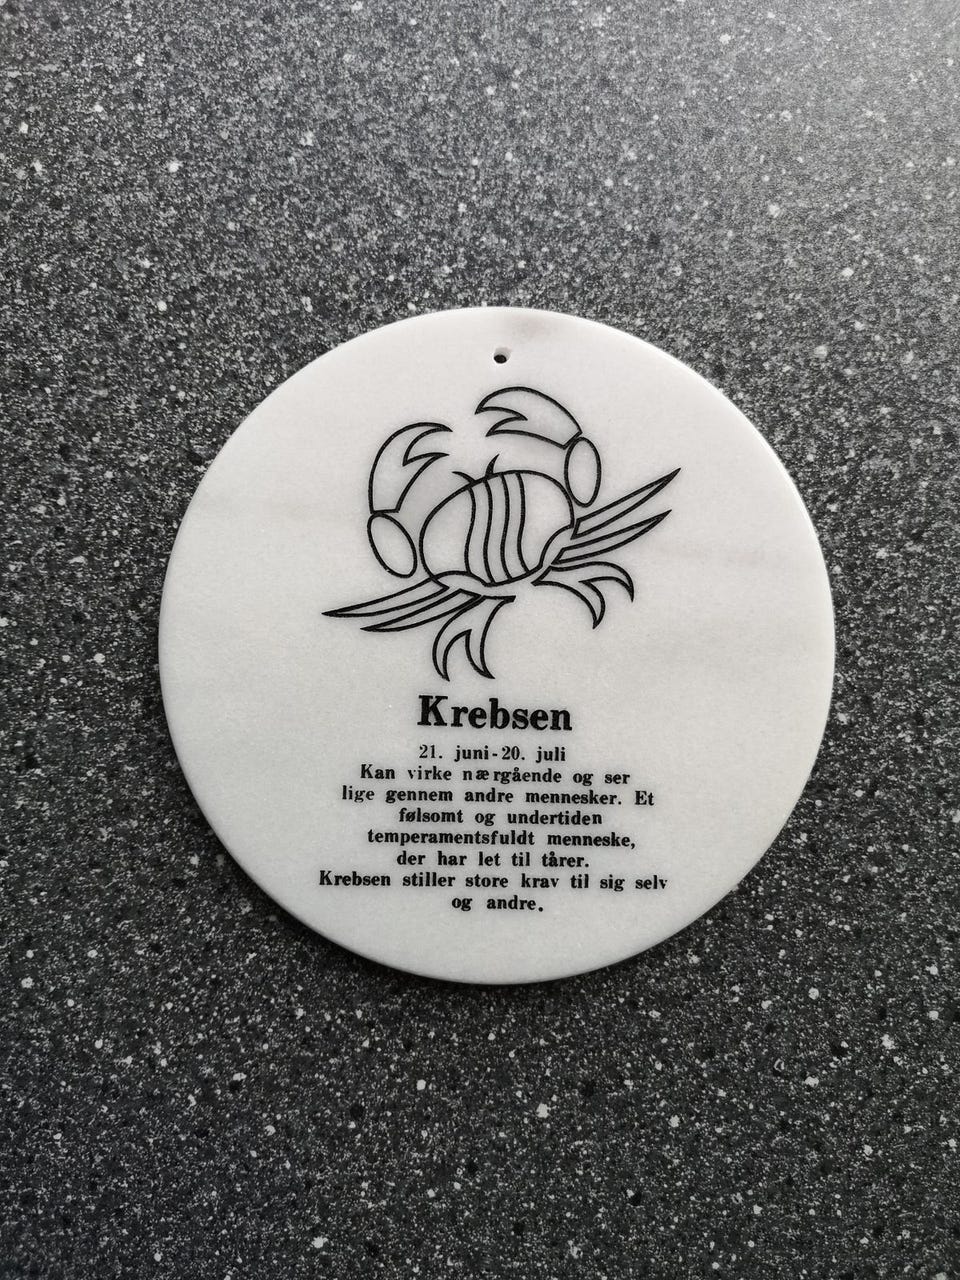 Krebsen
21. juni-20. juli
Kan virke nærgående og ser
lige gennem andre mennesker. Et
følsomt og undertiden
temperamentsfuldt menneske,
der har let til tårer.
Krebsen stiller store krav til sig selv
og andre.